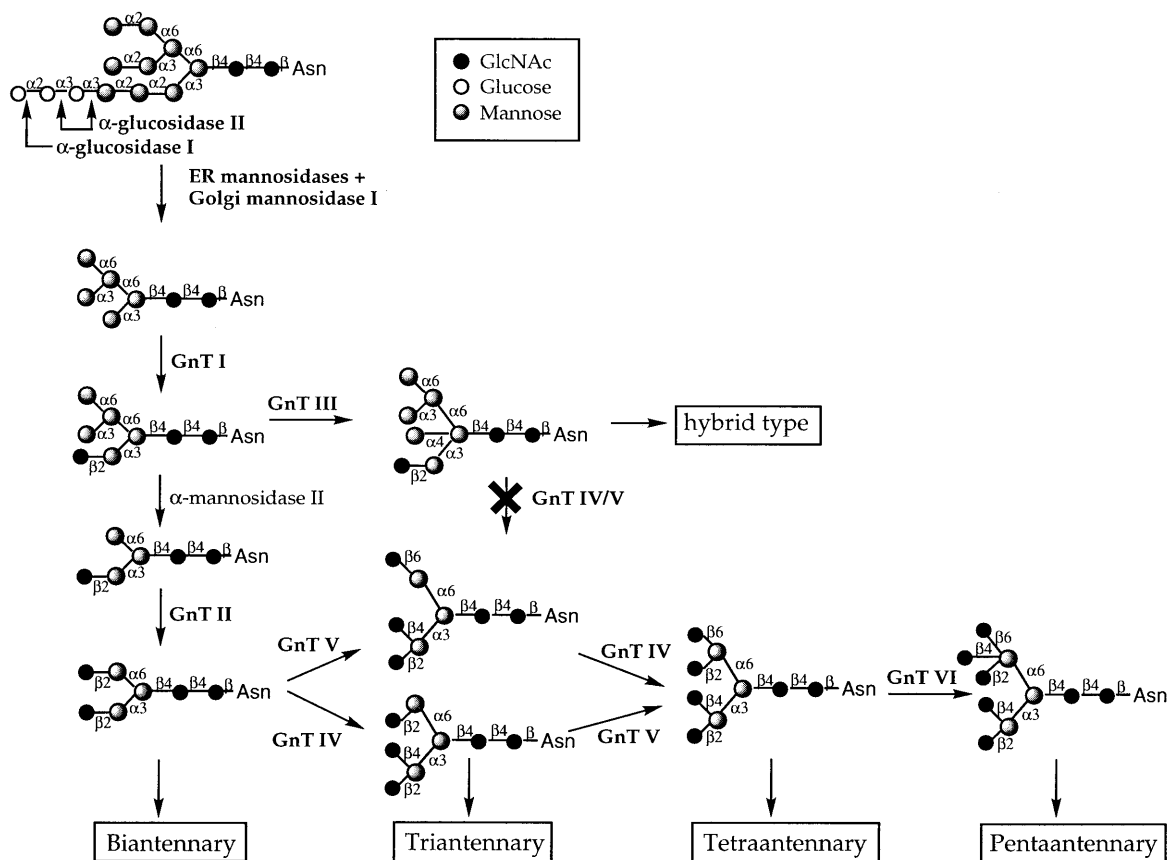 α2 α6
α6
α2 α3 β4 β4 β Asn
α2 α3 α3 α2 α2 α3
α-glucosidase II
α-glucosidase I
GlcNAc
Glucose
Mannose
ER mannosidases +
Golgi mannosidase I
α6
α3 α6 β4 β4 β Asn
α3
GnT I
α6
α3 α6 β4 β4 β Asn
β2 α3
GnT III
α6
α3 α6
α4 β4 β4 β Asn
β2 α3
hybrid type
α-mannosidase II
GnT IV/V
α6 β4 β4 β Asn
β2 α3
GnT II
β2 α6 β4 β4 β Asn
β2 α3
GnT V
GnT IV
β6
α6
β4 β4 β4 β Asn
β2 α3
β2 α6
β4 α3 β4 β4 β Asn
β2
GnT IV
GnT V
β6
β2 α6
β4 α3 β4 β4 β Asn
β2
GnT VI
β6
β4
β2 α6
β4 α3 β4 β4 β Asn
β2
Biantennary
Triantennary
Tetraantennary
Pentaantennary